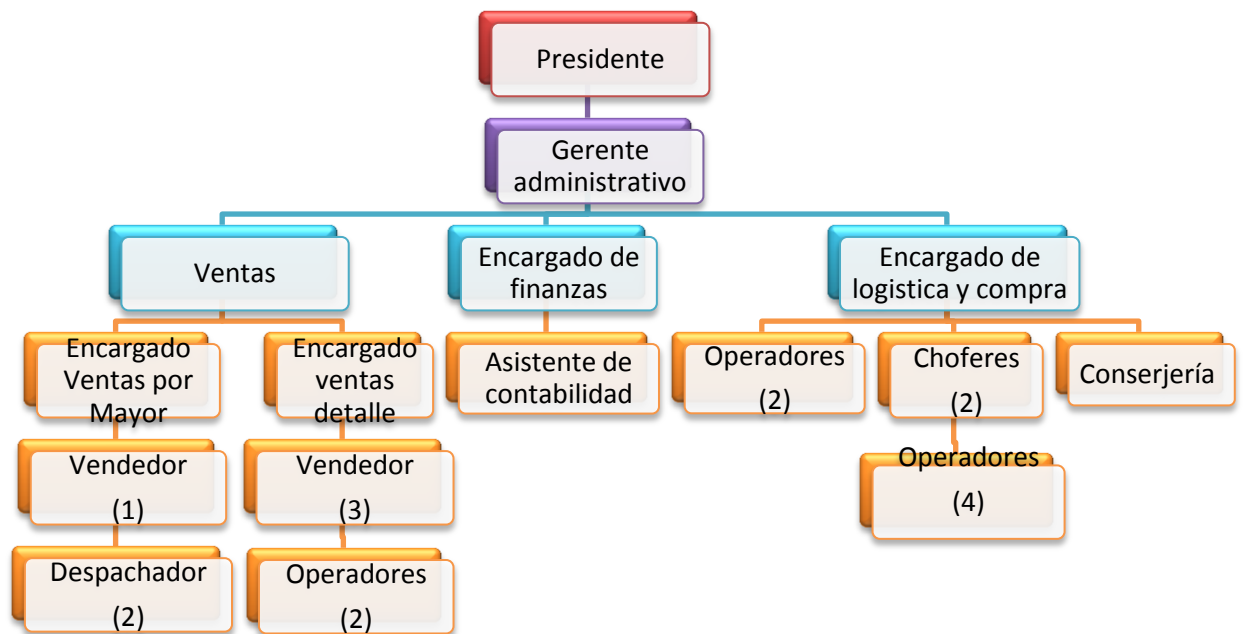 Presidente
Gerente
administrativo
Ventas
Encargado de
finanzas
Encargado de
logistica y compra
Encargado
Ventas por
Mayor
Encargado
ventas
detalle
Asistente de
contabilidad
Operadores
(2)
Choferes
(2)
Conserjería
Vendedor
(1)
Vendedor
(3)
Operadores
(4)
Despachador
(2)
Operadores
(2)